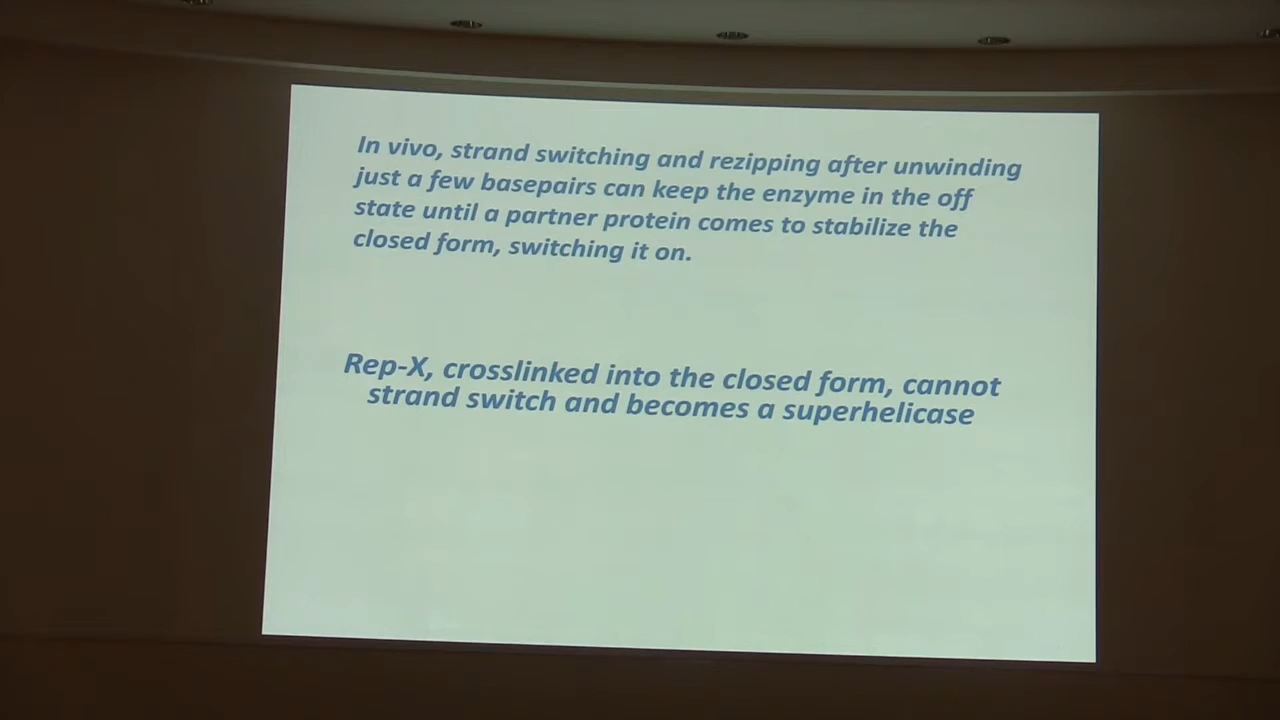 In vivo, strand switching and rezipping after unwinding
just a few basepairs can keep the enzyme in the off
state until a partner protein comes to stabilize the
closed form, switching it on.
Rep-X, crosslinked into the closed form, cannot
strand switch and becomes a superhelicase